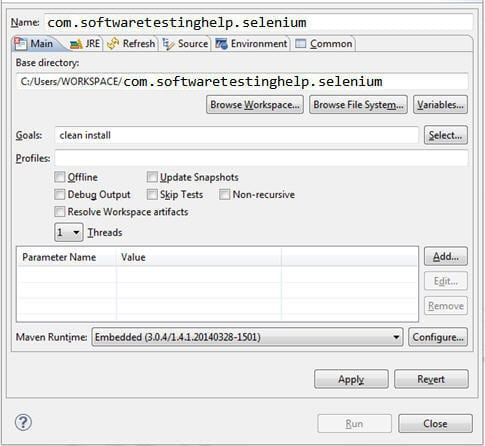 Name: com.softwaretestinghelp.selenium
Main JRE Refresh Source Environment Common
Base directory:
C:/Users/WORKSPACE/com.softwaretestinghelp.selenium
Browse Workspace... Browse File System... Variables...
Goals: clean install Select...
Profiles:
Offline Update Snapshots
Debug Output Skip Tests Non-recursive
Resolve Workspace artifacts
1 Threads
Parameter Name Value Add...
Edit...
Remove
Maven Runtime: Embedded (3.0.4/1.4.1.20140328-1501) Configure...
Apply Revert
? Run Close